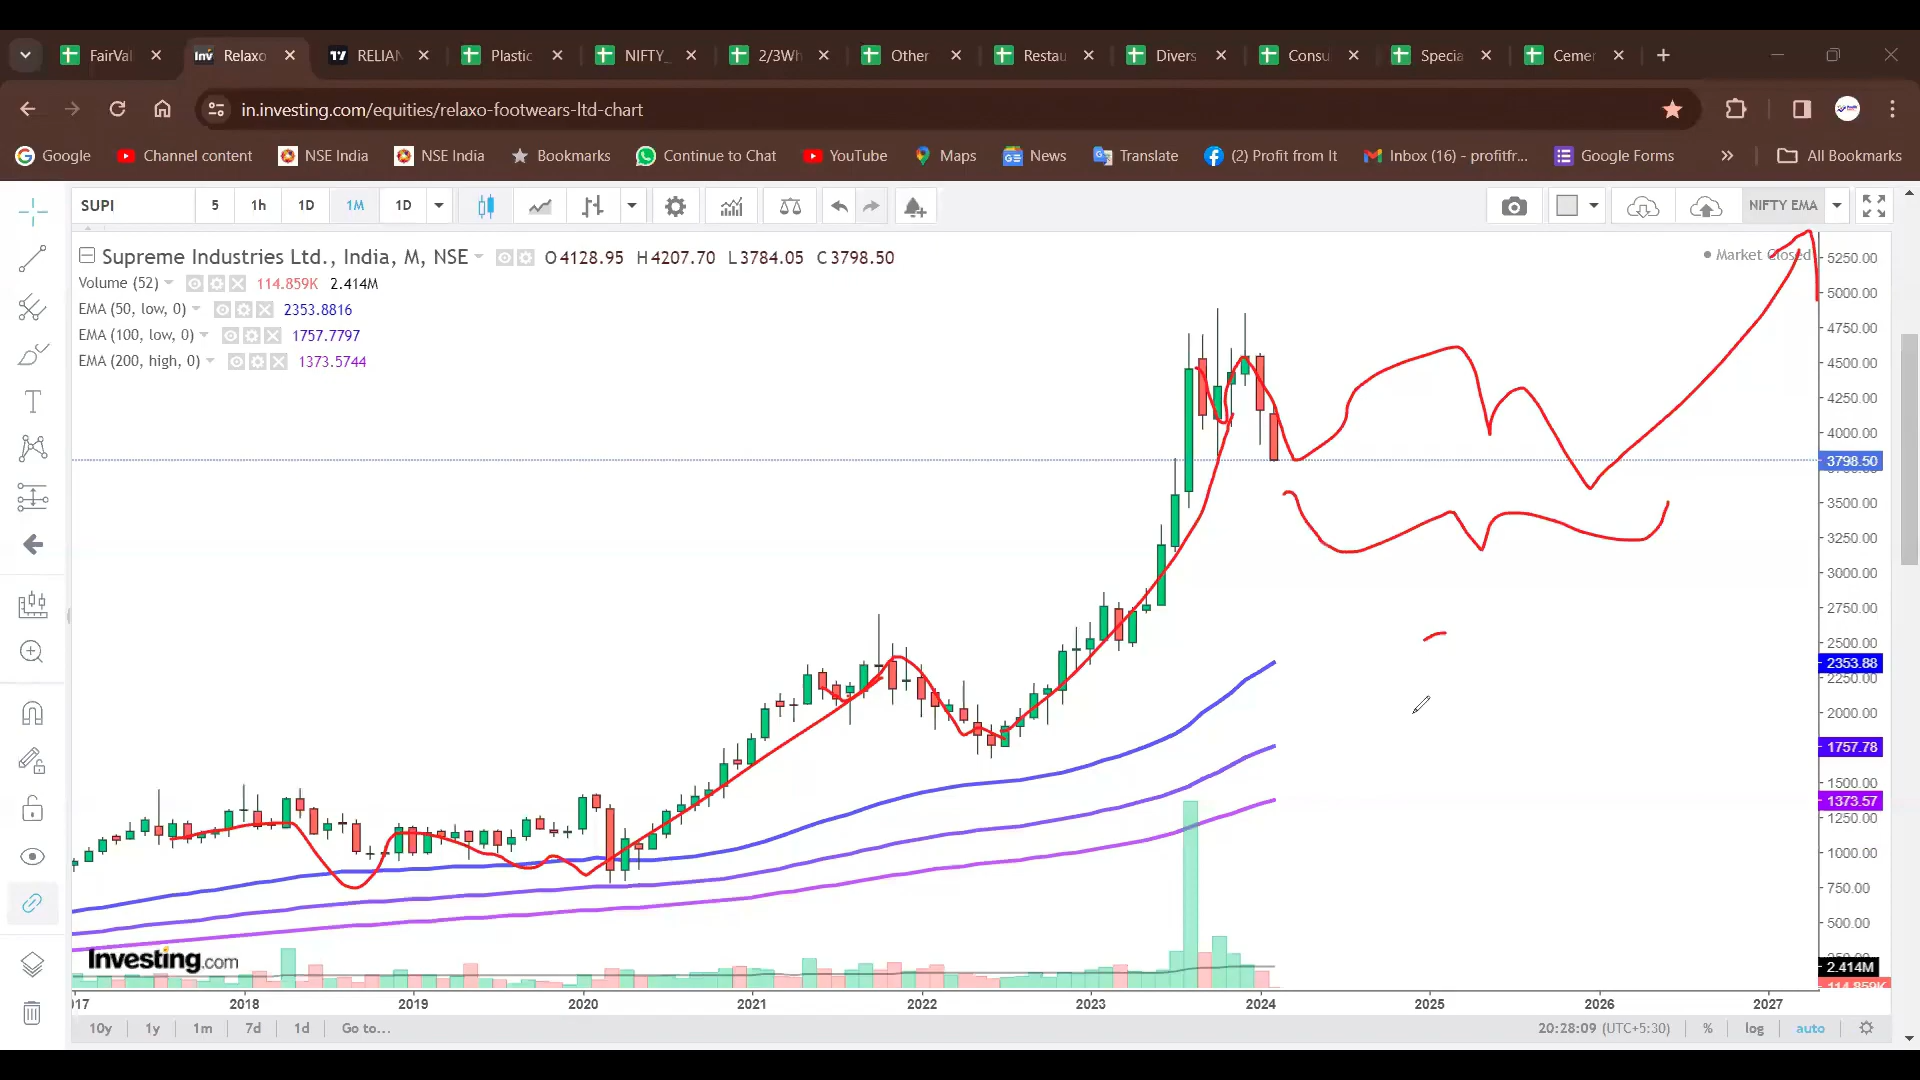 FairVal
Relaxo
RELIAN
Plastic
NIFTY_
2/3Wh
Other
Restau
Divers
Consu
Specia
Cemen
in.investing.com/equities/relaxo-footwears-ltd-chart
Google
Channel content
NSE India
NSE India
Bookmarks
Continue to Chat
YouTube
Maps
News
Translate
(2) Profit from It
Inbox (16) - profitfr...
Google Forms
All Bookmarks
SUPI
5
1h
1D
1M
1D
NIFTY EMA
Supreme Industries Ltd., India, M, NSE O4128.95 H4207.70 L3784.05 C3798.50
Market Closed
Volume (52) 114.859K 2.414M
EMA (50, low, 0) 2353.8816
EMA (100, low, 0) 1757.7797
EMA (200, high, 0) 1373.5744
5250.00
5000.00
4750.00
4500.00
4250.00
4000.00
3798.50
3500.00
3250.00
3000.00
2750.00
2500.00
2353.88
2250.00
2000.00
1757.78
1500.00
1373.57
1250.00
1000.00
750.00
500.00
2.414M
114.859K
Investing.com
2018
2019
2020
2021
2022
2023
2024
2025
2026
2027
10y
1y
1m
7d
1d
Go to...
20:28:09 (UTC+5:30)
%
log
auto